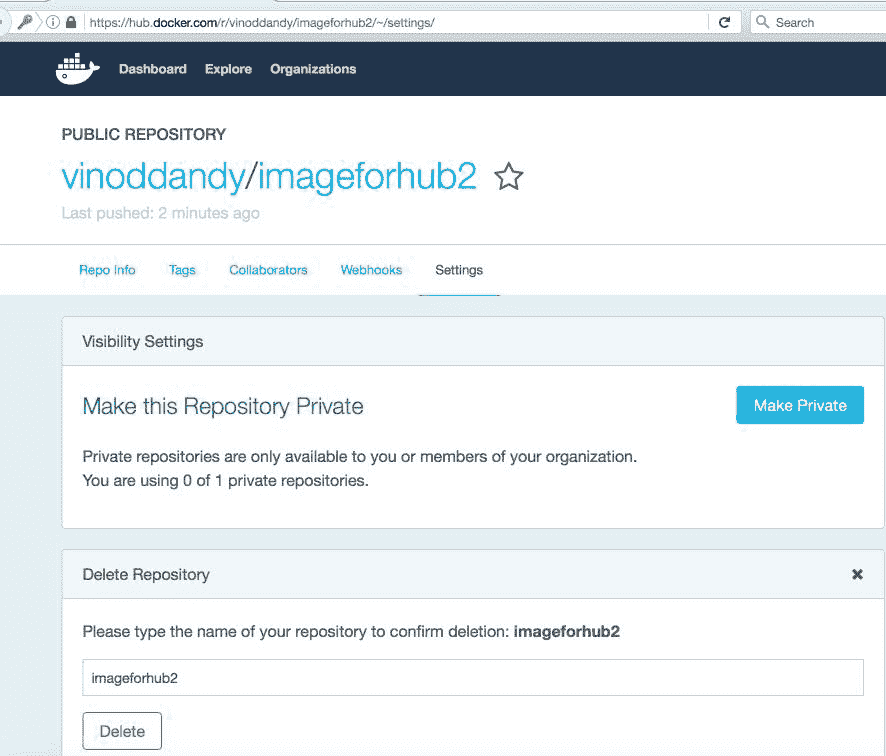 https://hub.docker.com/r/vinoddandy/imageforhub2/~/settings/ Search
Dashboard Explore Organizations
PUBLIC REPOSITORY
vinoddandy/imageforhub2
Last pushed: 2 minutes ago
Repo Info Tags Collaborators Webhooks Settings
Visibility Settings
Make this Repository Private Make Private
Private repositories are only available to you or members of your organization.
You are using 0 of 1 private repositories.
Delete Repository
Please type the name of your repository to confirm deletion: imageforhub2
imageforhub2
Delete